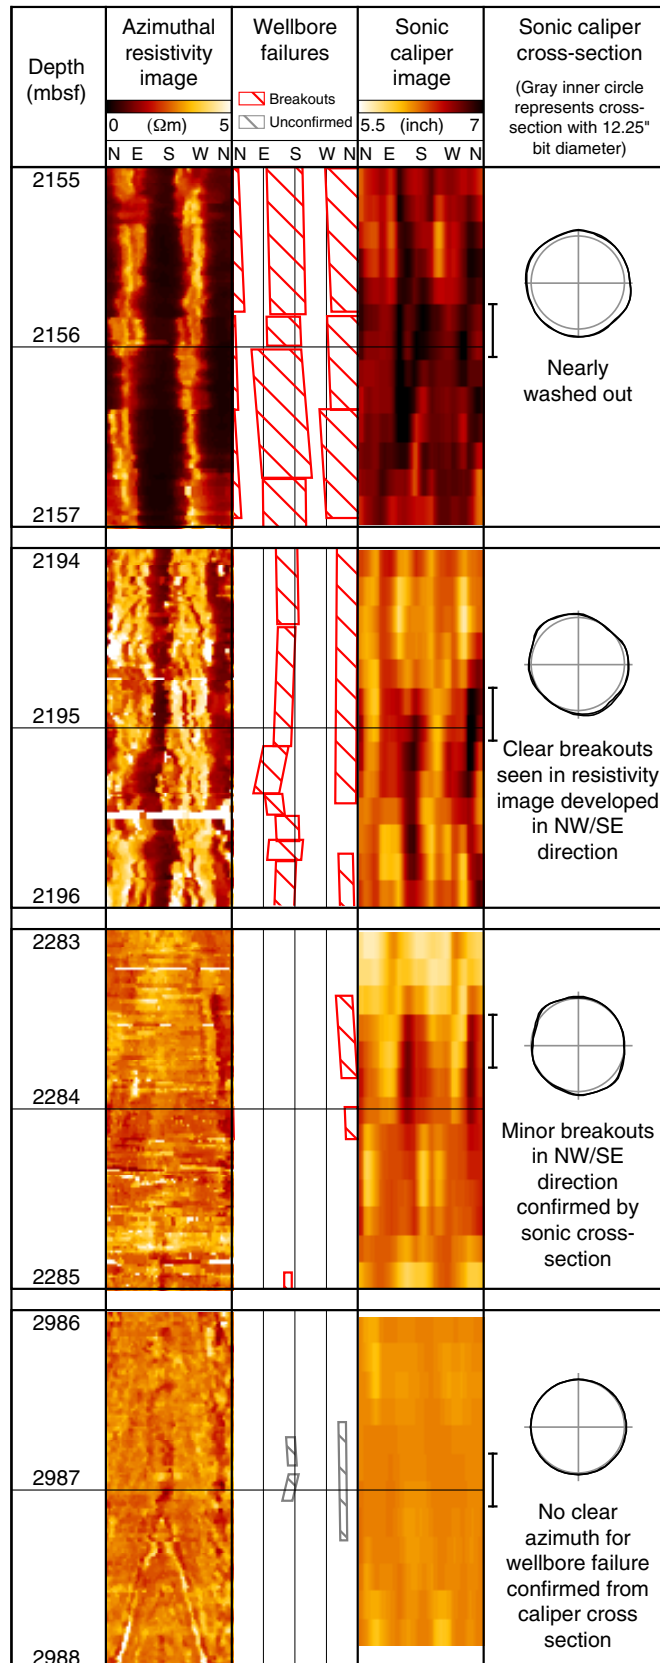 Depth
(mbsf)
Azimuthal
resistivity
image
0 (Ωm) 5
N E S W N
Wellbore
failures
Breakouts
Unconfirmed
N E S W N
Sonic
caliper
image
5.5 (inch) 7
N E S W N
Sonic caliper
cross-section
(Gray inner circle
represents cross-
section with 12.25"
bit diameter)
2155
2156
2157
Nearly
washed out
2194
2195
2196
Clear breakouts
seen in resistivity
image developed
in NW/SE
direction
2283
2284
2285
Minor breakouts
in NW/SE
direction
confirmed by
sonic cross-
section
2986
2987
2988
No clear
azimuth for
wellbore failure
confirmed from
caliper cross
section